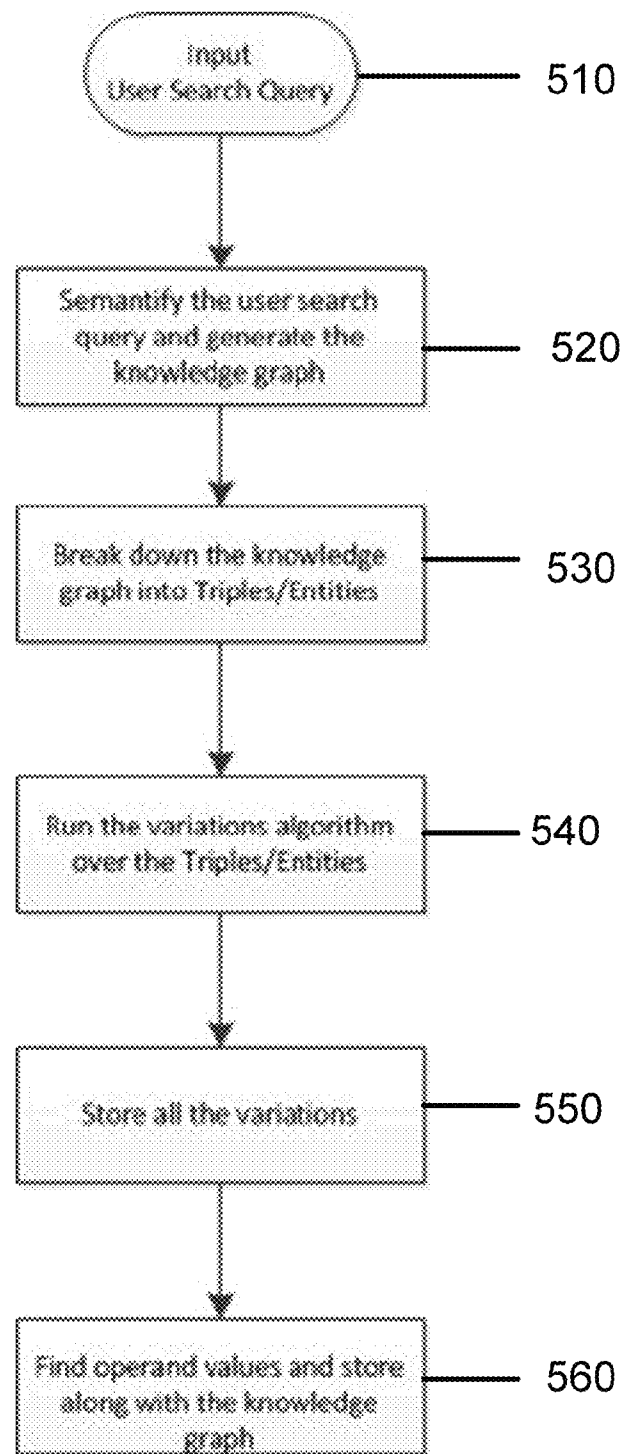 Input
User Search Query
510
Semantify the user search
query and generate the
knowledge graph
520
Break down the knowledge
graph into Triples/Entities
530
Run the variations algorithm
over the Triples/Entities
540
Store all the variations
550
Find operand values and store
along with the knowledge
graph
560